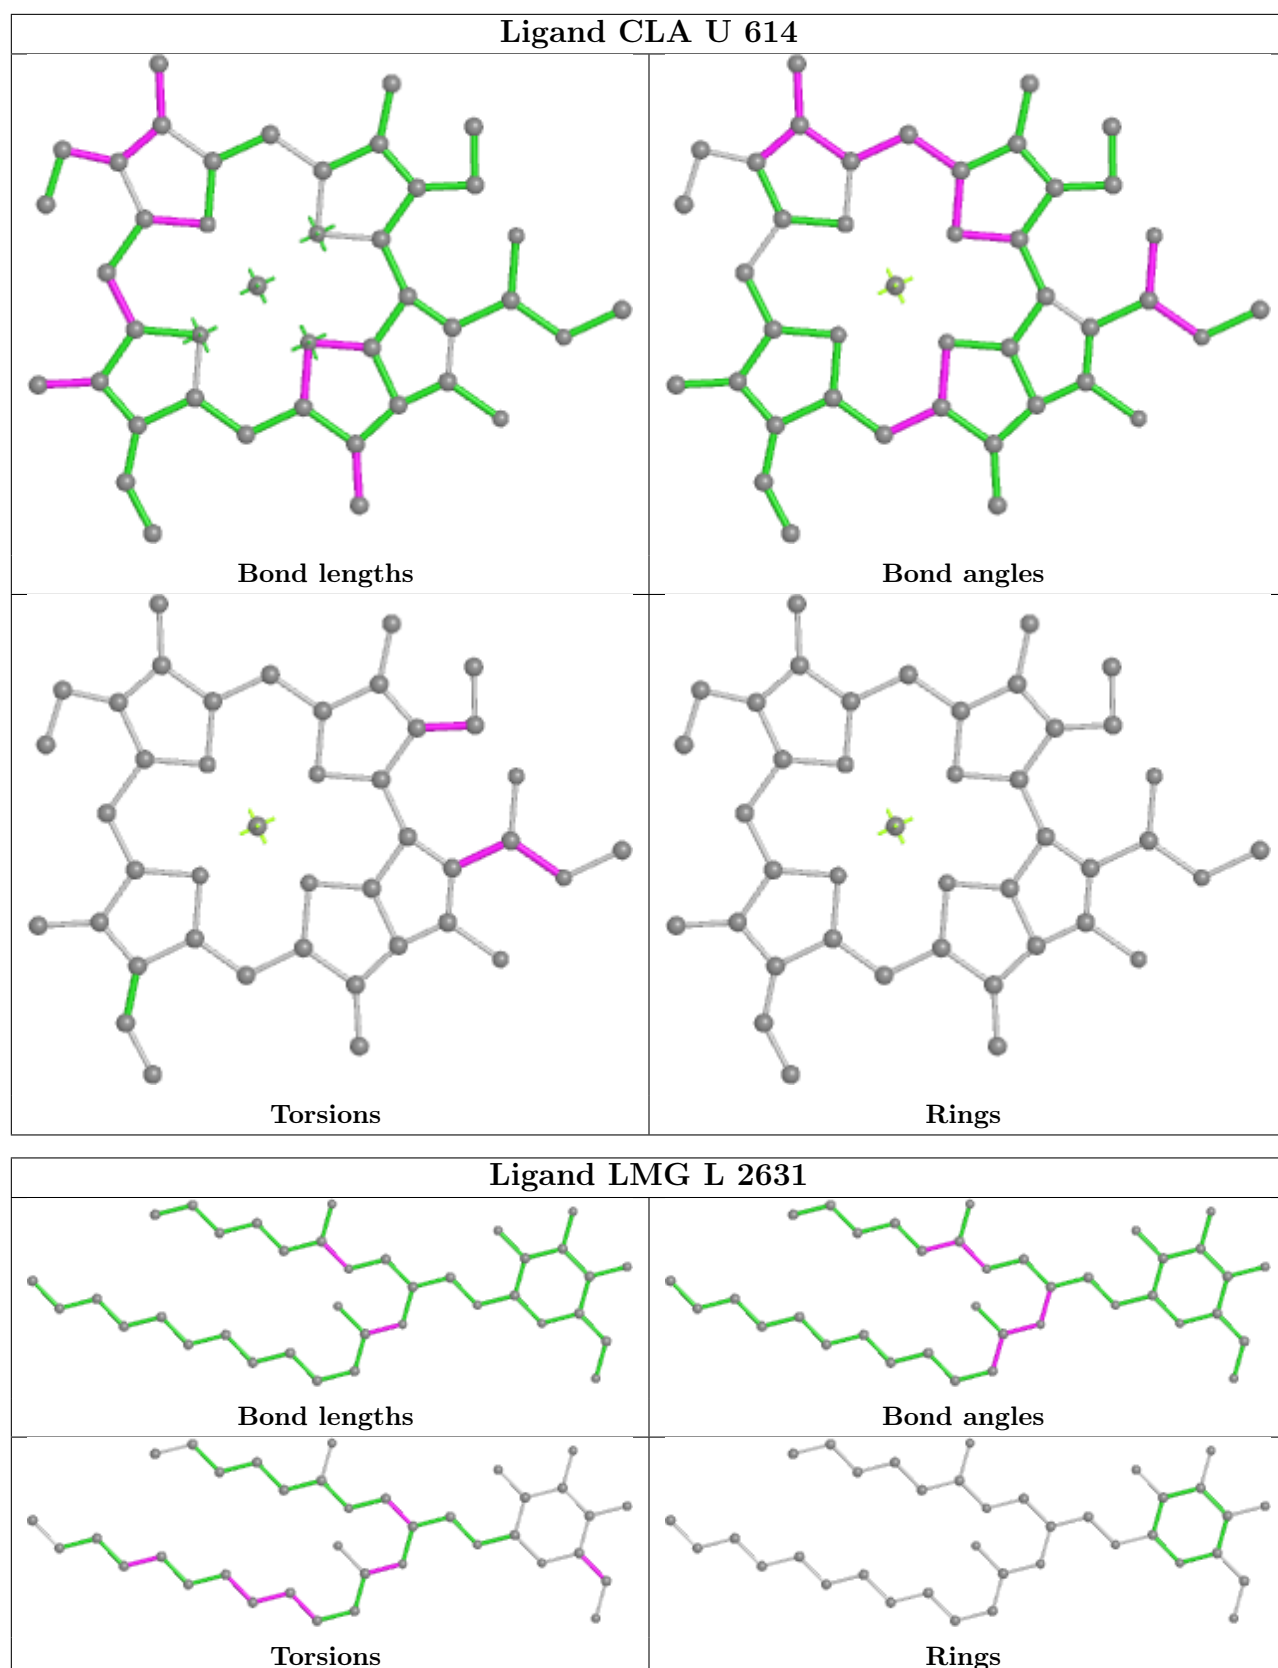 Ligand CLA U 614
Bond lengths
Bond angles
Torsions
Rings
Ligand LMG L 2631
Bond lengths
Bond angles
Torsions
Rings